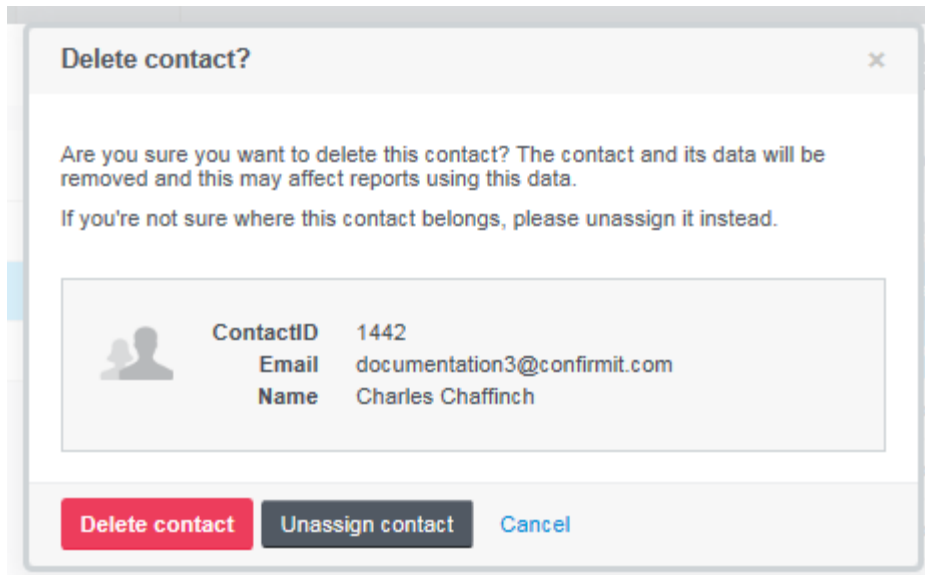 Delete contact?
×
Are you sure you want to delete this contact? The contact and its data will be
removed and this may affect reports using this data.
If you're not sure where this contact belongs, please unassign it instead.
ContactID 1442
Email documentation3@confirmit.com
Name Charles Chaffinch
Delete contact Unassign contact Cancel